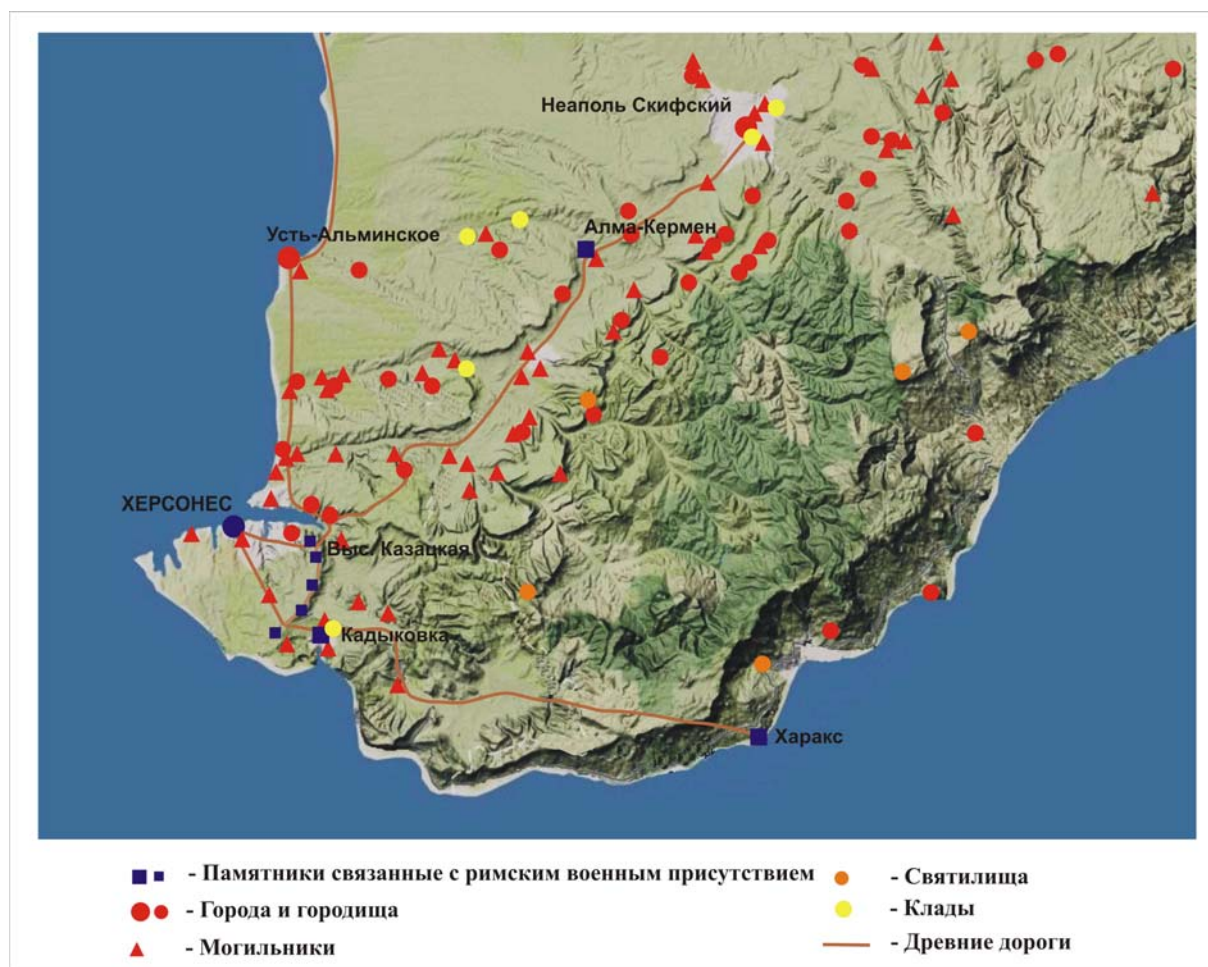 Неаполь Скифский
Алма-Кермен
Усть-Альминское
ХЕРСОНЕС
Выс. Казацкая
Кадыковка
Харакс
- Памятники связанные с римским военным присутствием
- Города и городища
- Могильники
- Святилища
- Клады
- Древние дороги